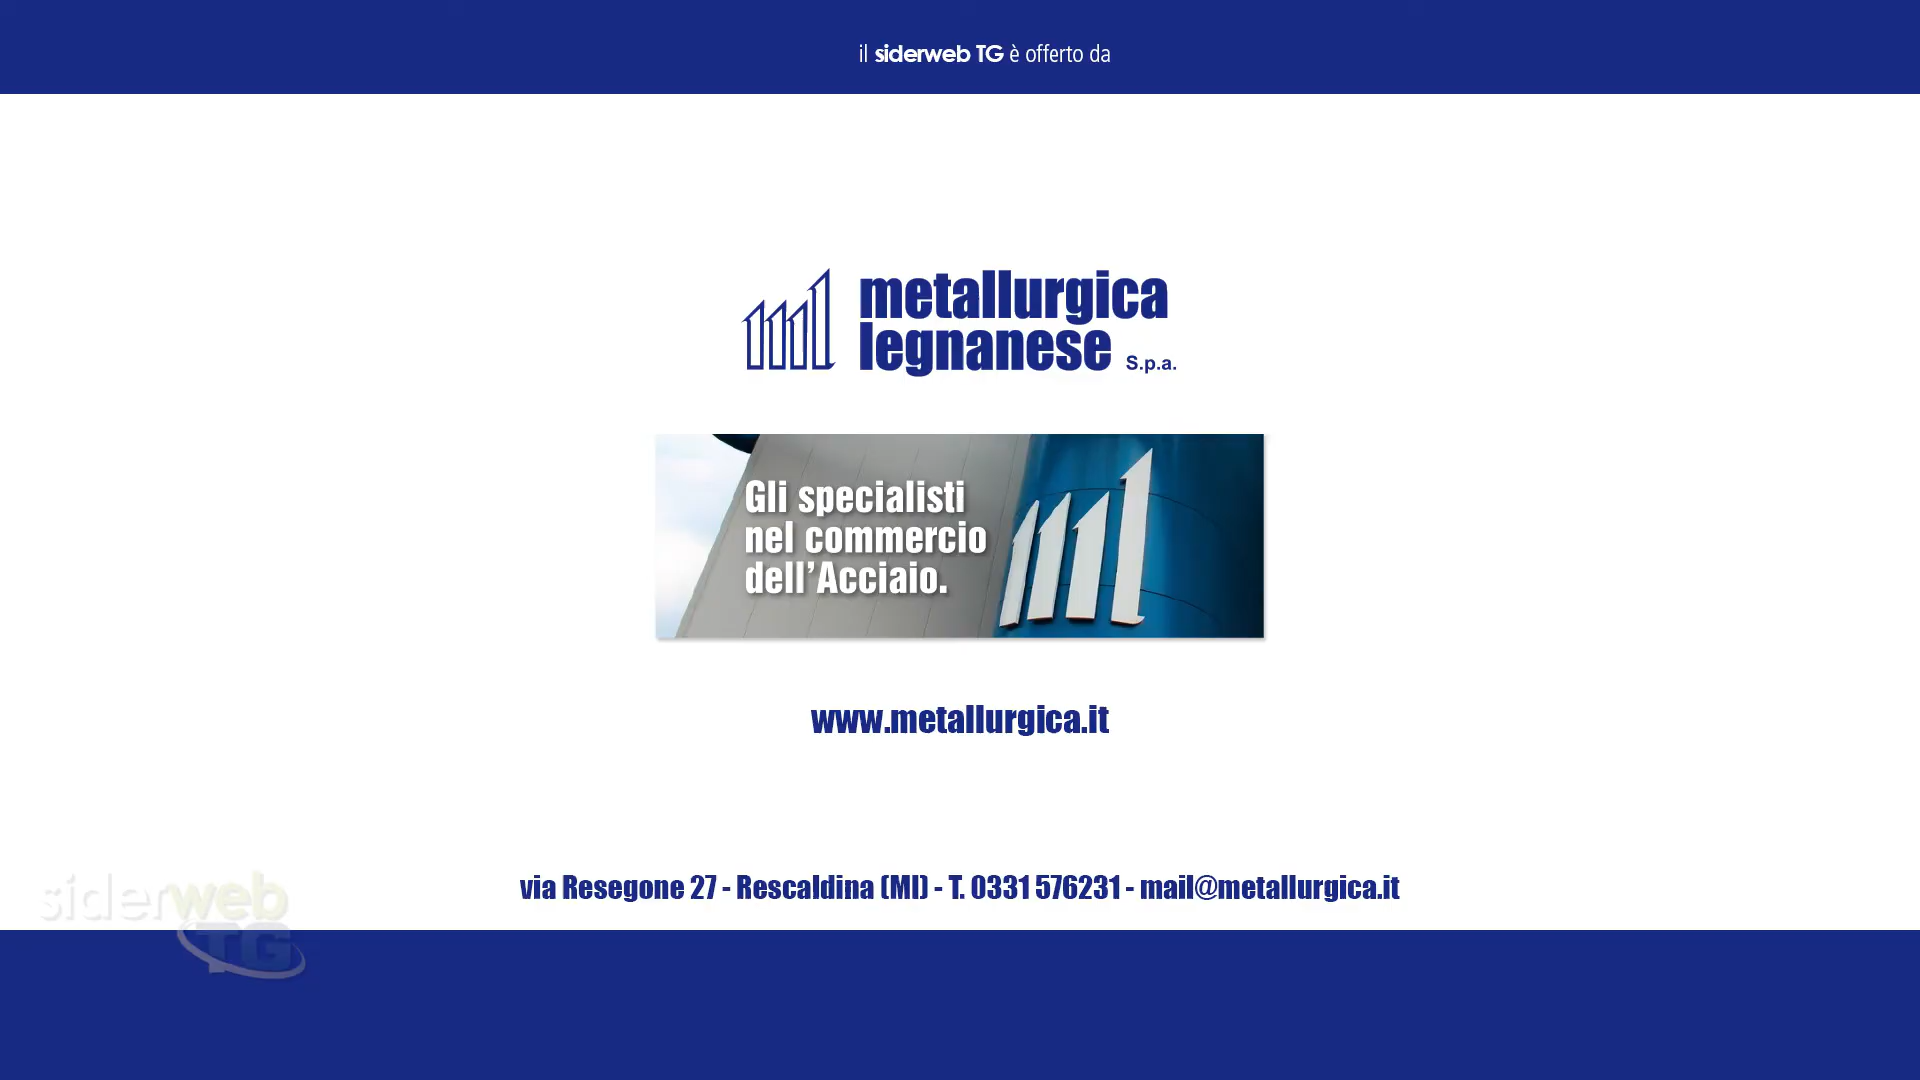 il siderweb TG è offerto da
metallurgica
legnanese S.p.a.
Gli specialisti
nel commercio
dell'Acciaio.
www.metallurgica.it
via Resegone 27 - Rescaldina (MI) - T. 0331 576231 - mail@metallurgica.it
siderweb
TG